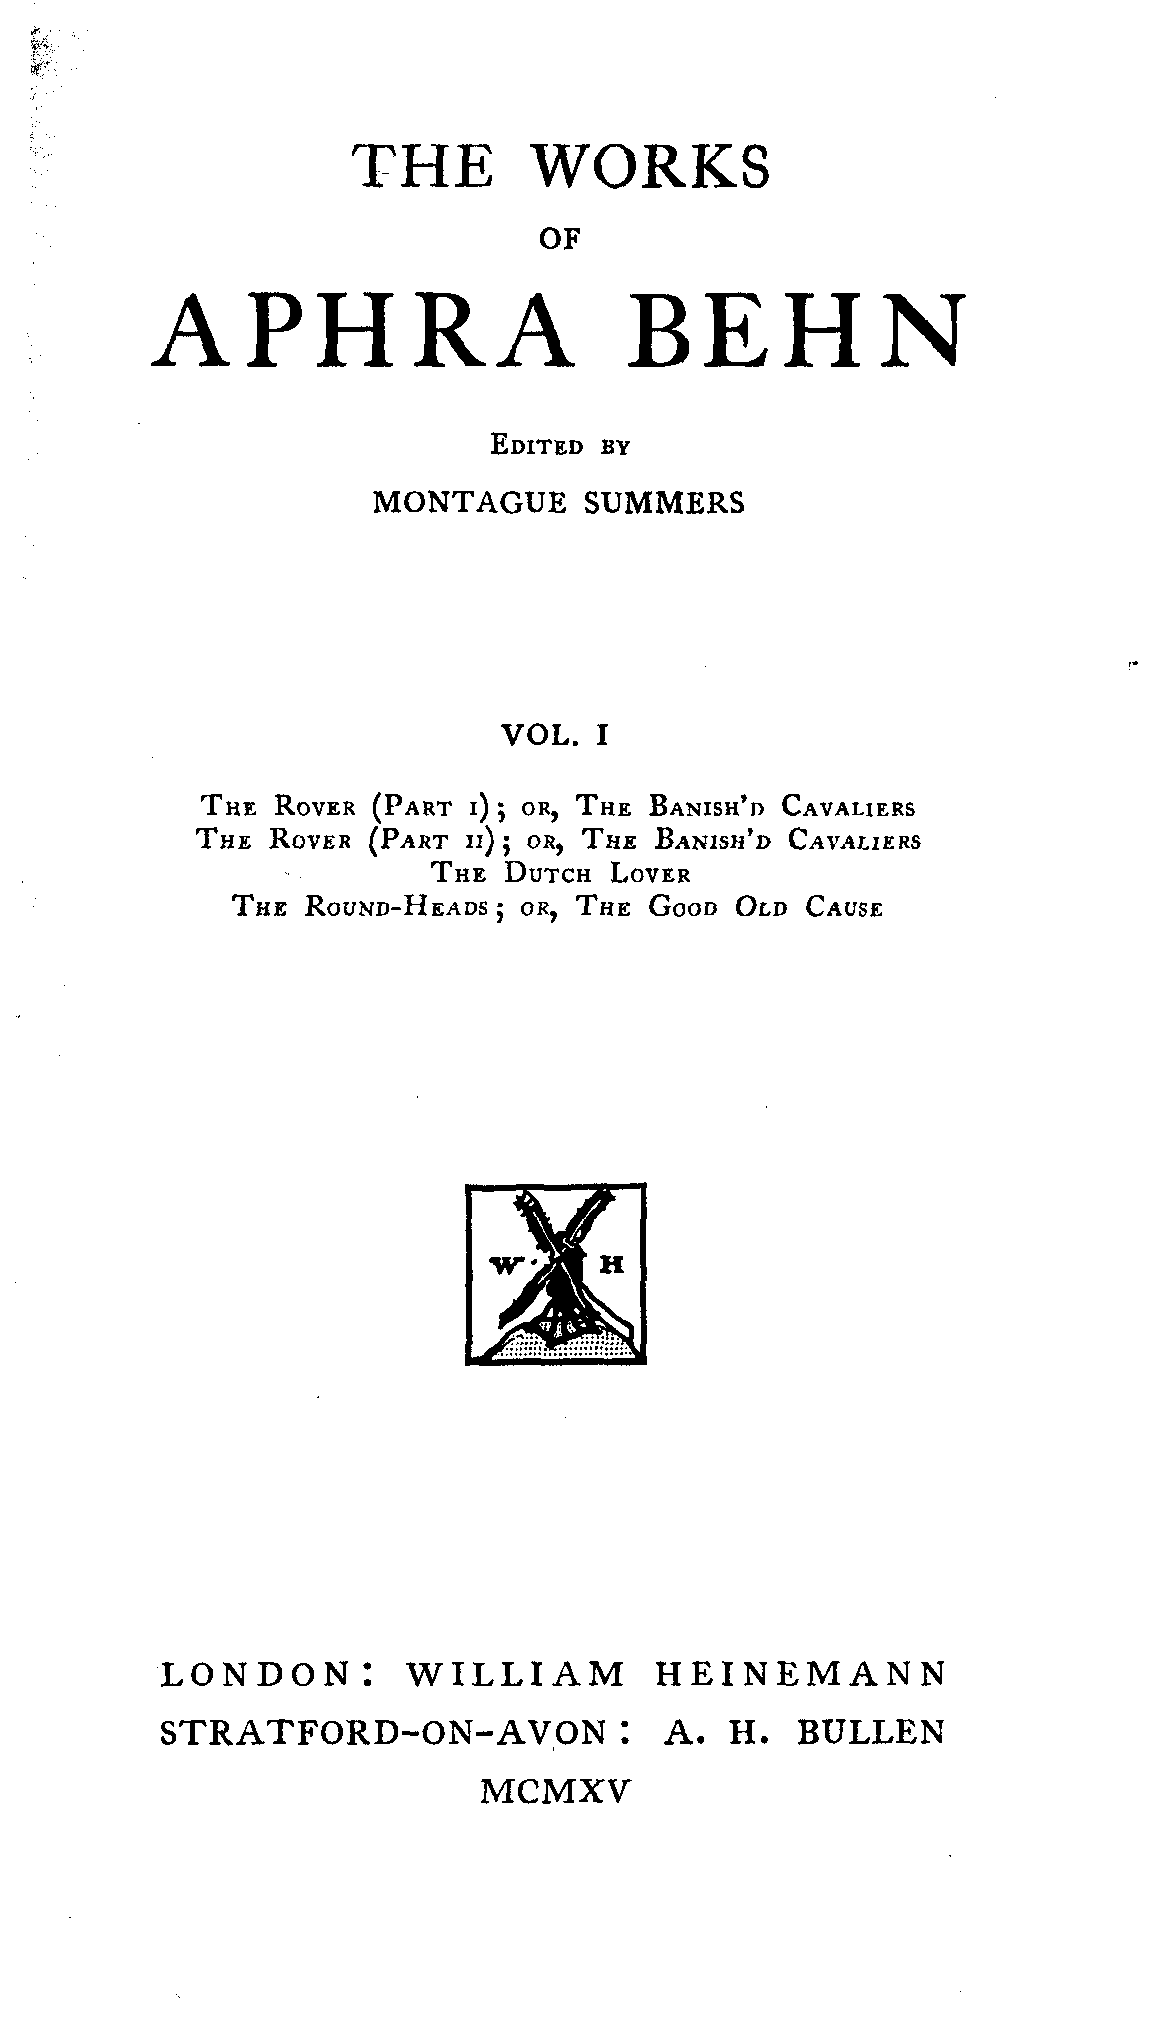 THE WORKS
OF
APHRA BEHN
EDITED BY
MONTAGUE SUMMERS
VOL. I
THE ROVER (PART I); OR, THE BANISH'D CAVALIERS
THE ROVER (PART II); OR, THE BANISH'D CAVALIERS
THE DUTCH LOVER
THE ROUND-HEADS; OR, THE GOOD OLD CAUSE
W H
LONDON: WILLIAM HEINEMANN
STRATFORD-ON-AVON: A. H. BULLEN
MCMXV